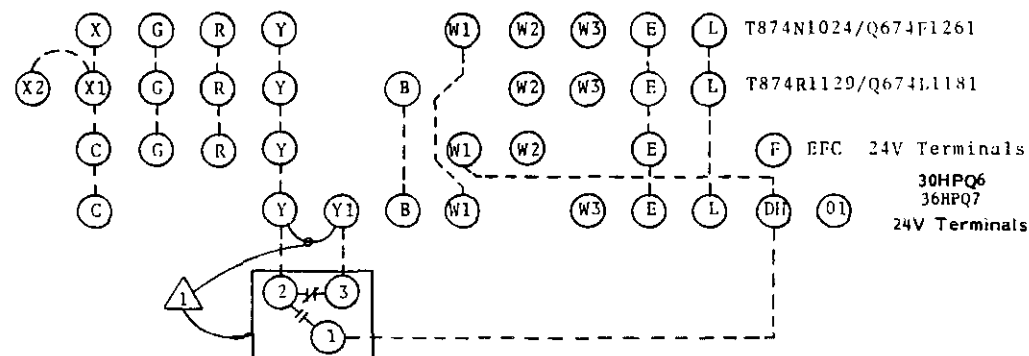 X G R Y W1 W2 W3 E L T874N1024/Q674F1261
X2 X1 G R Y B W2 W3 E L T874R1129/Q674L1181
C G R Y W1 W2 E F EFC 24V Terminals
30HPQ6
36HPQ7
C Y Y1 B W1 W3 E L DH 01
24V Terminals
1
2 3
1